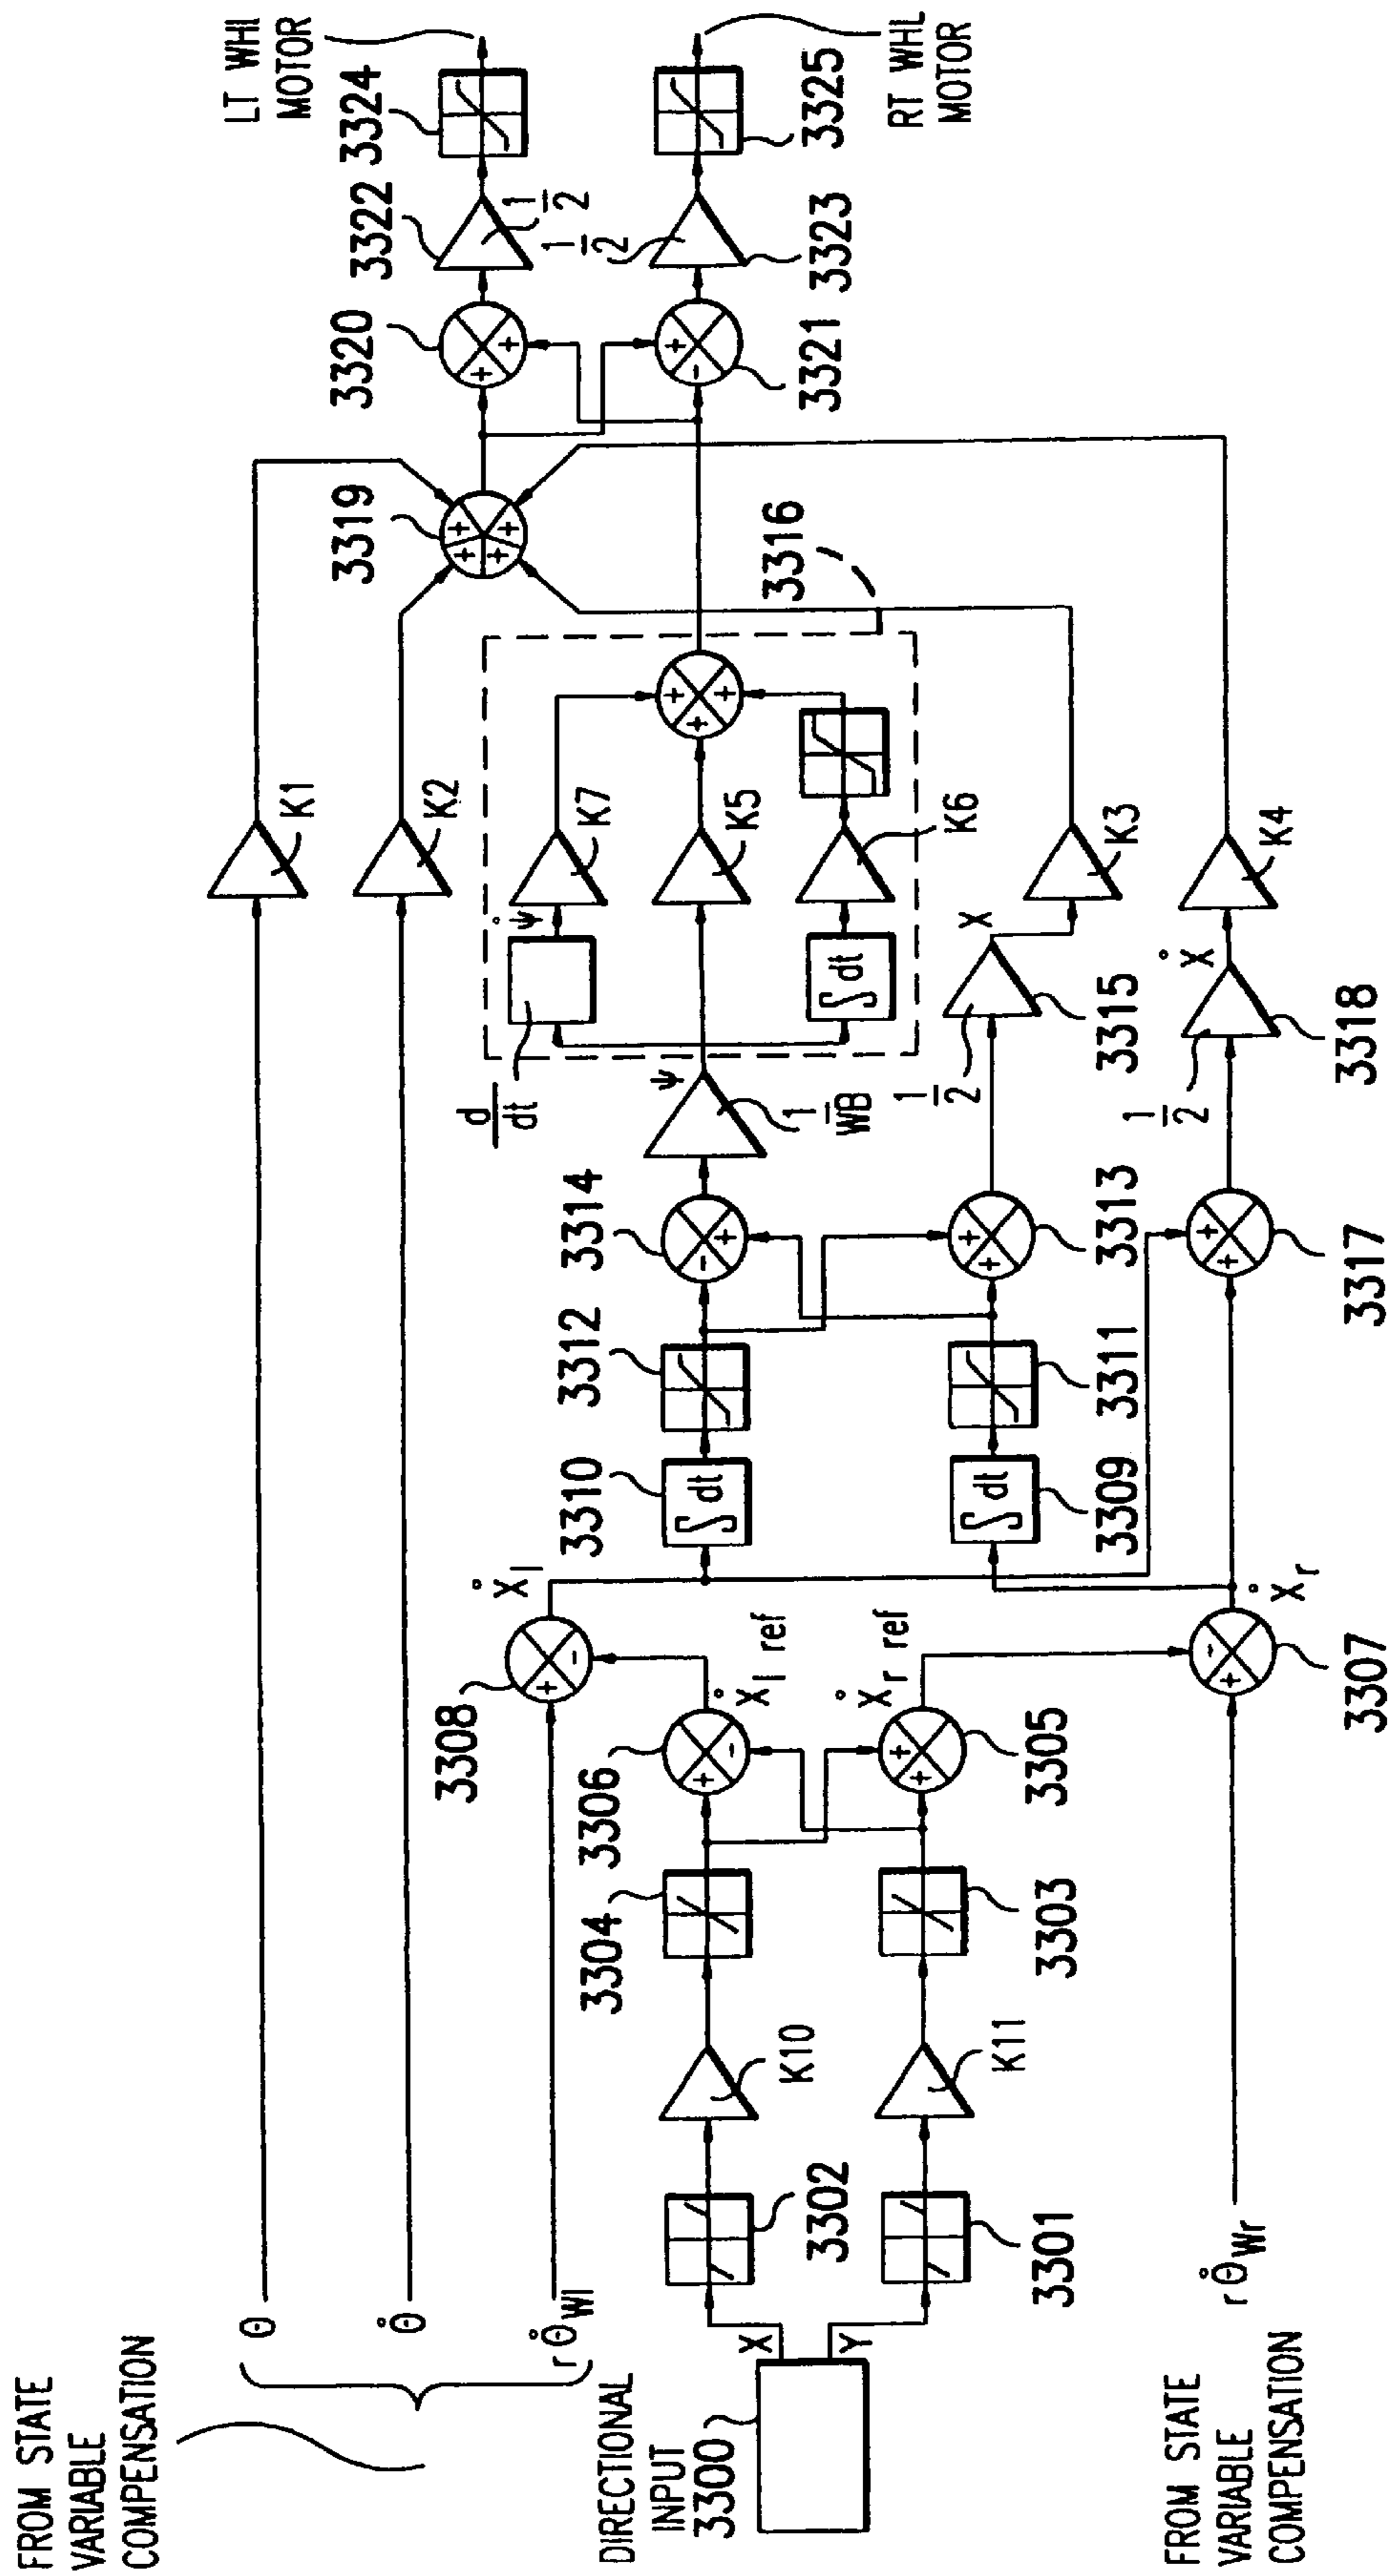 FROM STATE
VARIABLE
COMPENSATION
θ
θ̊
rθ̊Wl
DIRECTIONAL
INPUT
3300
X
Y
FROM STATE
VARIABLE
COMPENSATION
rθ̊Wr
3302
3301
K10
K11
3304
3303
+
-
3306
+
+
3305
X̊l ref
X̊r ref
3308
+
-
X̊l
-
+
3307
X̊r
3310
∫dt
∫dt
3309
3312
3311
3314
-
+
+
+
3313
+
+
3317
1/WB
ψ
1/2
3315
X
1/2
3318
X̊
d/dt
ψ̊
∫dt
K1
K2
K7
K5
K6
K3
K4
+
+
+
3316
3319
+
+
+
+
3320
+
+
+
-
3321
3322
1/2
1/2
3323
3324
3325
LT WHl
MOTOR
RT WHL
MOTOR